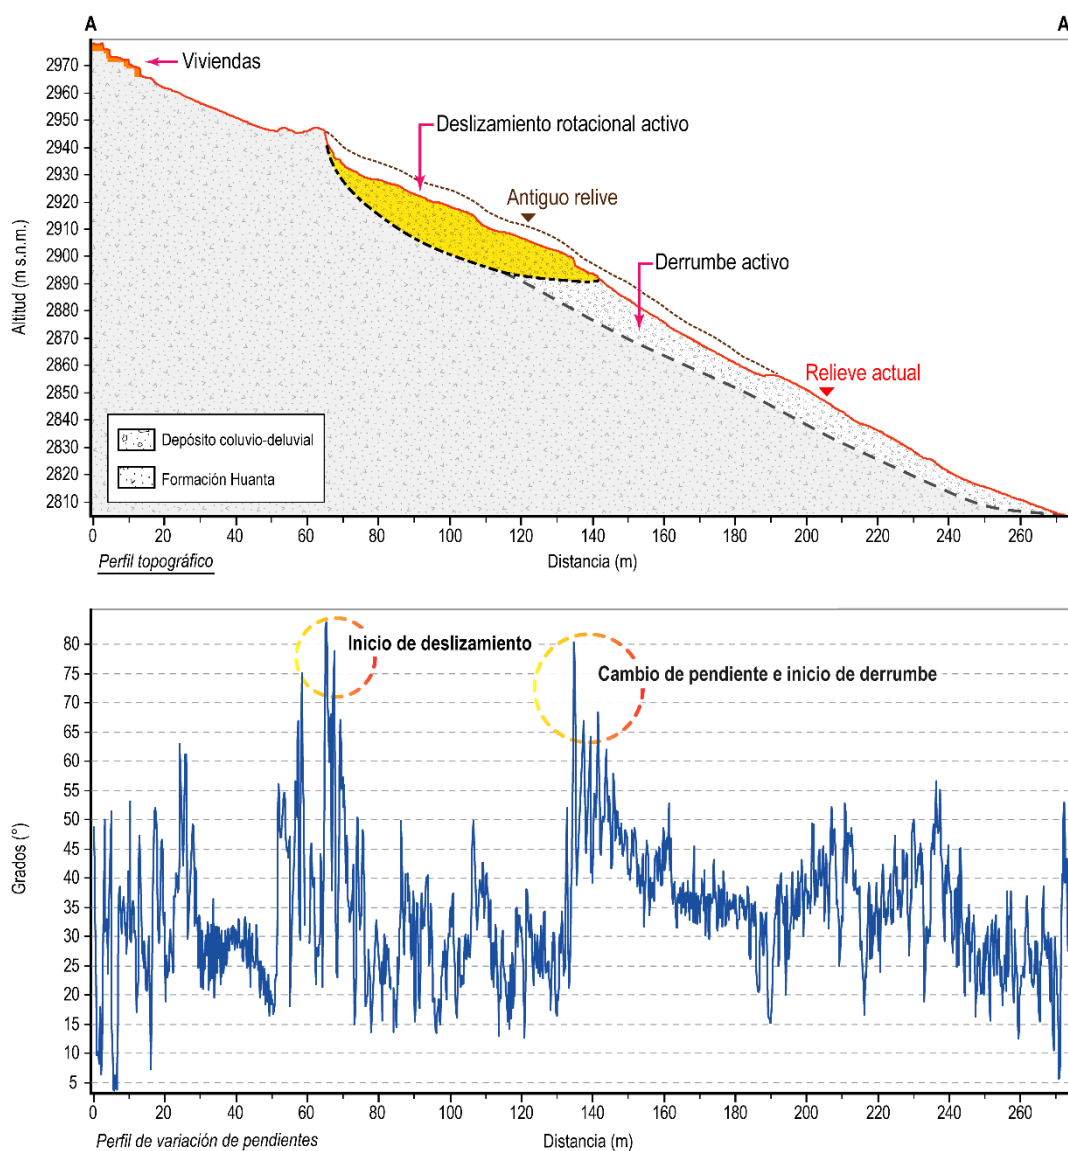 A
A
Viviendas
Deslizamiento rotacional activo
Antiguo relive
Derrumbe activo
Relieve actual
Altitud (m s.n.m.)
2970
2960
2950
2940
2930
2920
2910
2900
2890
2880
2870
2860
2850
2840
2830
2820
2810
Depósito coluvio-deluvial
Formación Huanta
0 20 40 60 80 100 120 140 160 180 200 220 240 260
Perfil topográfico
Distancia (m)
Inicio de deslizamiento
Cambio de pendiente e inicio de derrumbe
Grados (°)
80
75
70
65
60
55
50
45
40
35
30
25
20
15
10
5
0 20 40 60 80 100 120 140 160 180 200 220 240 260
Perfil de variación de pendientes
Distancia (m)